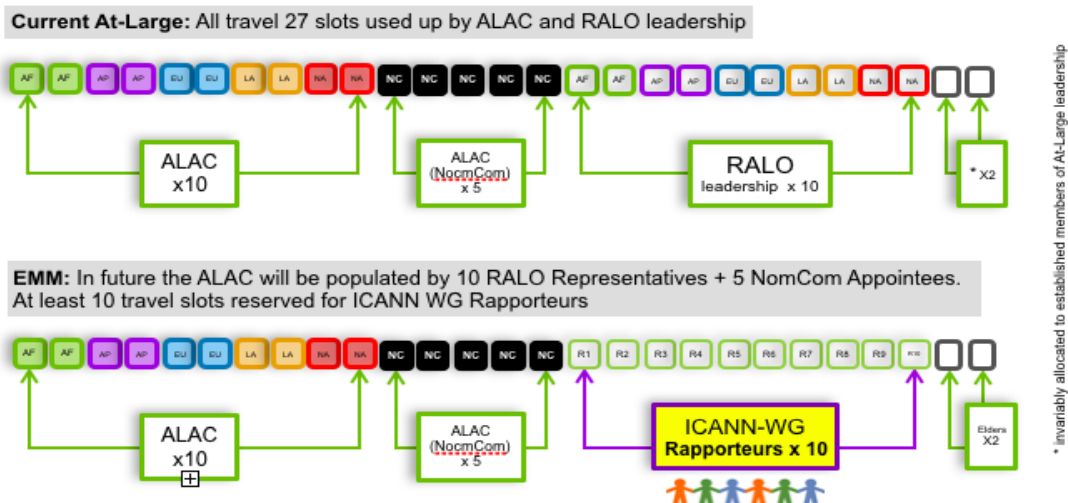 Current At-Large: All travel 27 slots used up by ALAC and RALO leadership
AF AF AP AP EU EU LA LA NA NA NC NC NC NC NC AF AF AP AP EU EU LA LA NA NA
ALAC
x10
ALAC
(NocmCom)
x 5
RALO
leadership x 10
* X2
EMM: In future the ALAC will be populated by 10 RALO Representatives + 5 NomCom Appointees.
At least 10 travel slots reserved for ICANN WG Rapporteurs
AF AF AP AP EU EU LA LA NA NA NC NC NC NC NC R1 R2 R3 R4 R5 R6 R7 R8 R9 R10
ALAC
x10
ALAC
(NocmCom)
x 5
ICANN-WG
Rapporteurs x 10
Elders
X2
* invariably allocated to established members of At-Large leadership